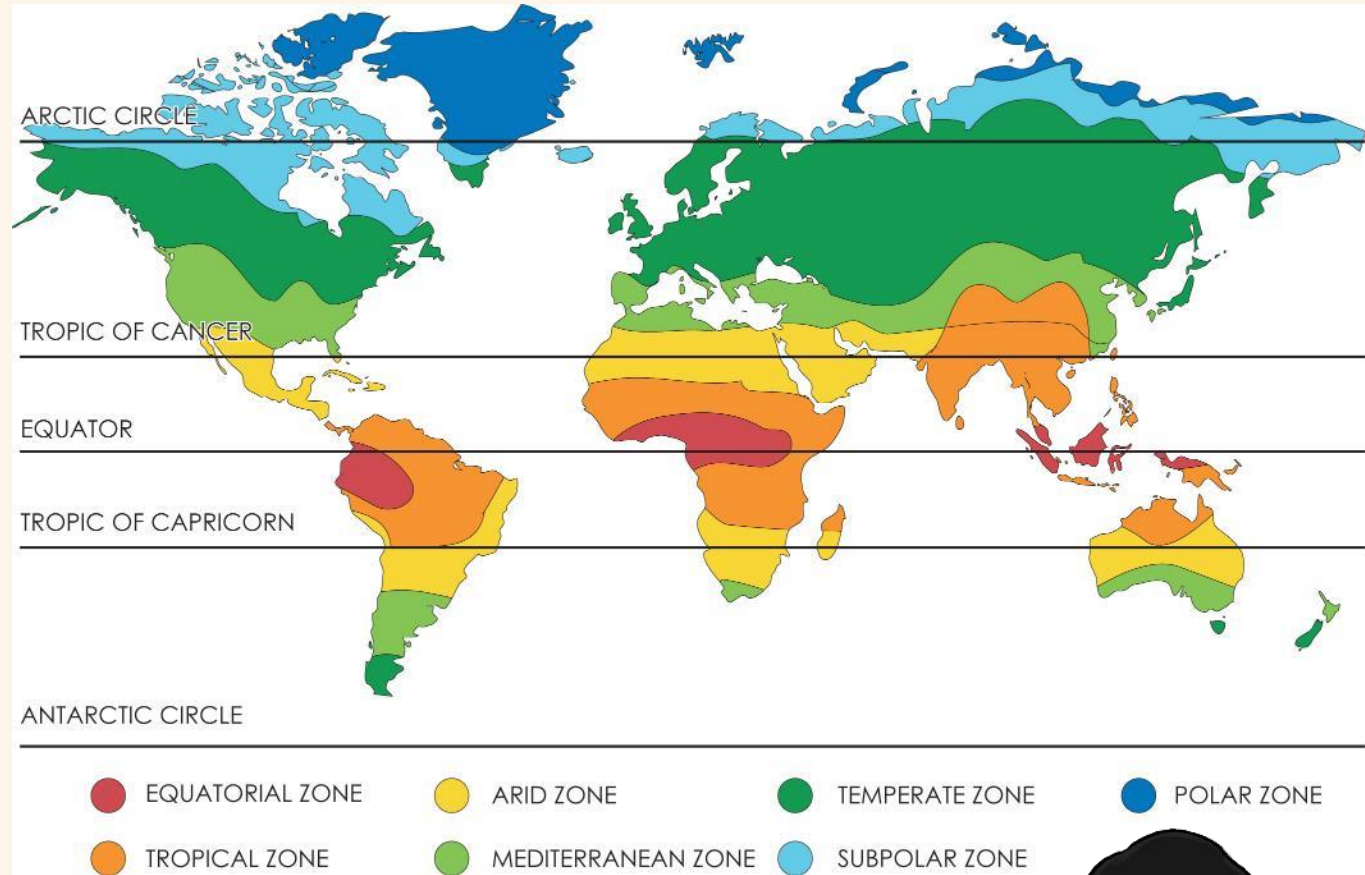 ARCTIC CIRCLE
TROPIC OF CANCER
EQUATOR
TROPIC OF CAPRICORN
ANTARCTIC CIRCLE
EQUATORIAL ZONE
ARID ZONE
TEMPERATE ZONE
POLAR ZONE
TROPICAL ZONE
MEDITERRANEAN ZONE
SUBPOLAR ZONE